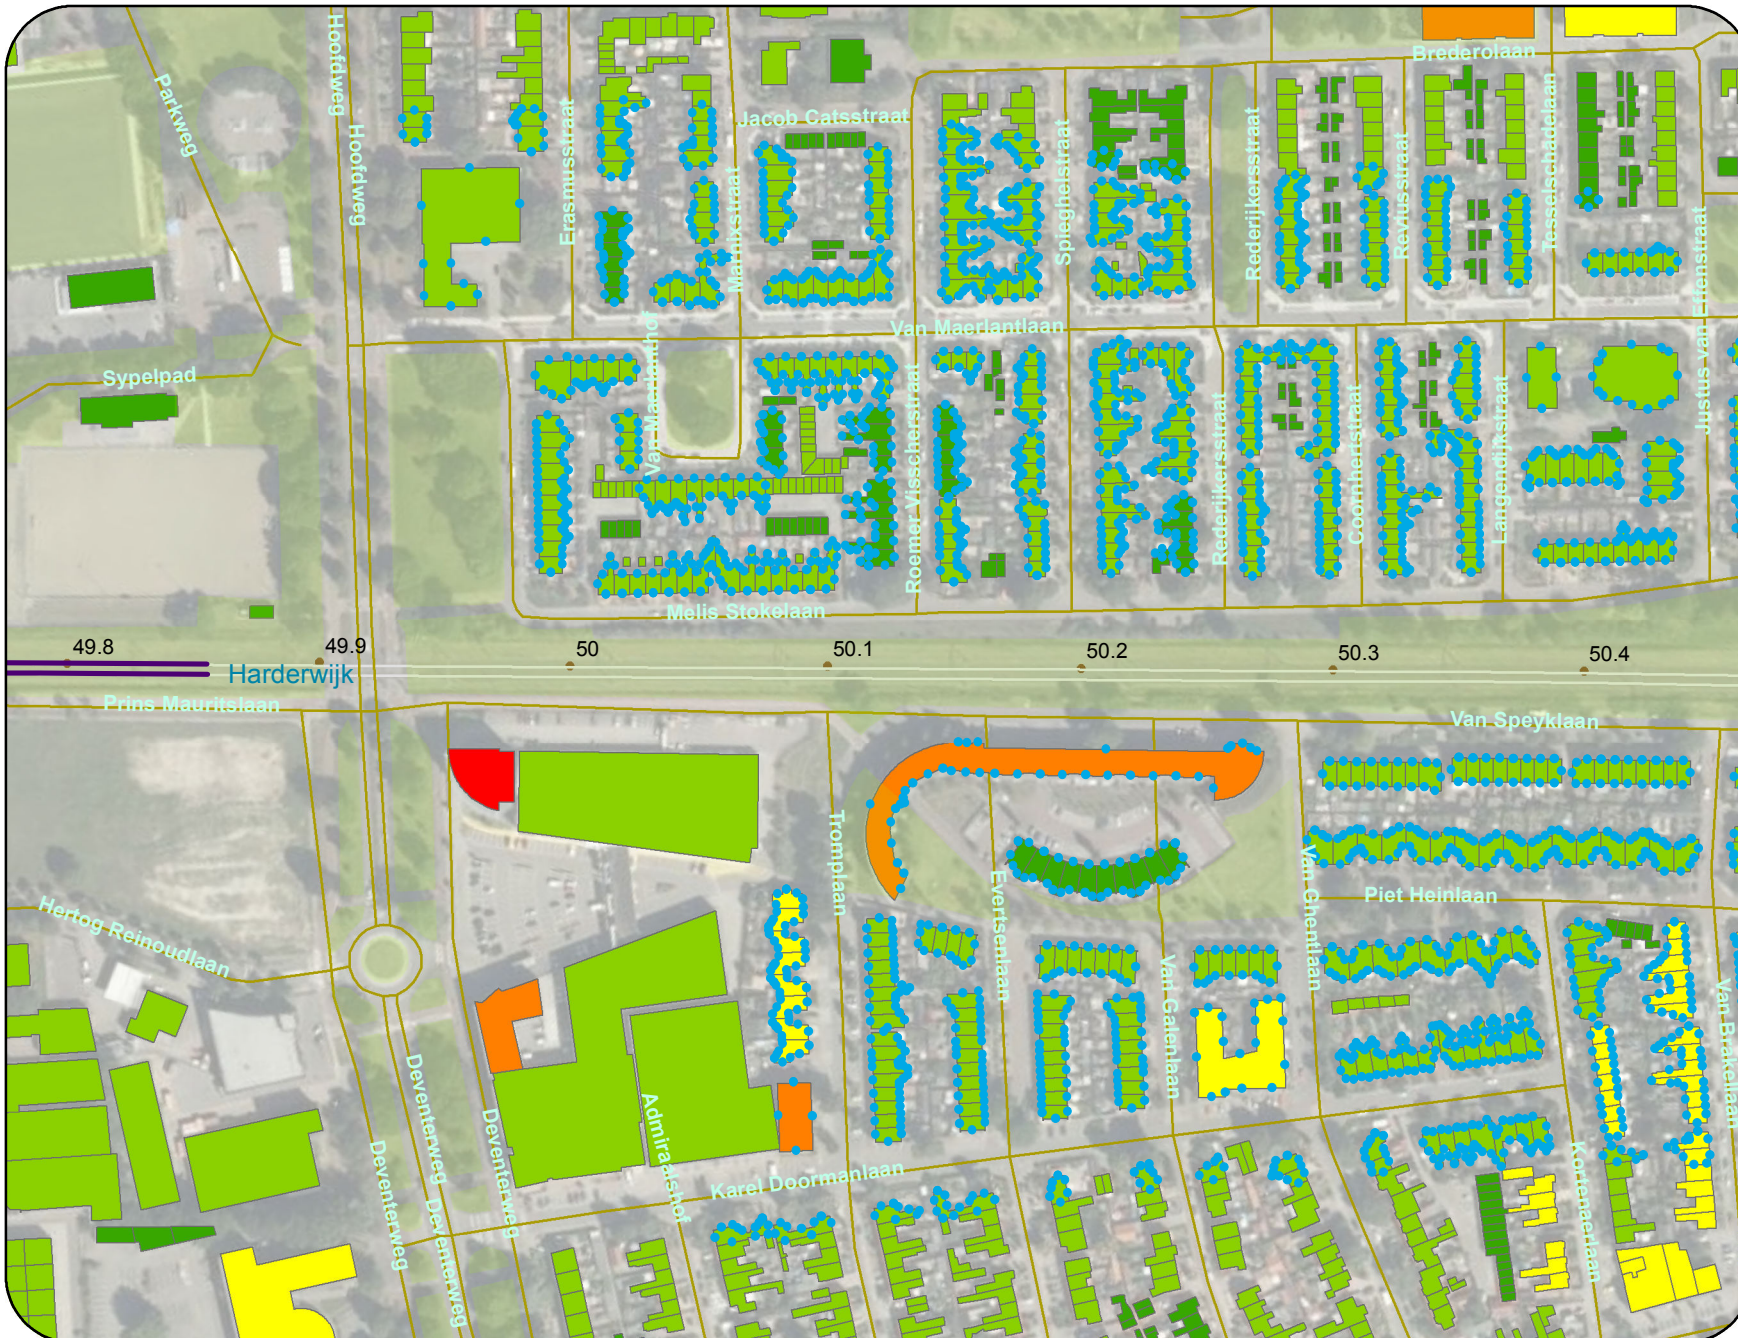 Brederolaan
Hoofdweg
Parkweg
Hoofdweg
Erasmusstraat
Jacob Catsstraat
Marnixstraat
Spieghelstraat
Rederijkersstraat
Reviusstraat
Tesselschadelaan
Justus van Effenstraat
Van Maerlantlaan
Van Maerlanthof
Sypelpad
Roemer Visscherstraat
Rederijkersstraat
Coornhertstraat
Langendijkstraat
Melis Stokelaan
49.8
49.9
50
50.1
50.2
50.3
50.4
Harderwijk
Prins Mauritslaan
Van Speyklaan
Tromplaan
Evertsenlaan
Van Galenlaan
Van Ghentlaan
Piet Heinlaan
Hertog Reinoudlaan
Van Brakellaan
Deventerweg
Deventerweg
Deventerweg
Deventerweg
Admiraalshof
Karel Doormanlaan
Kortenaerlaan